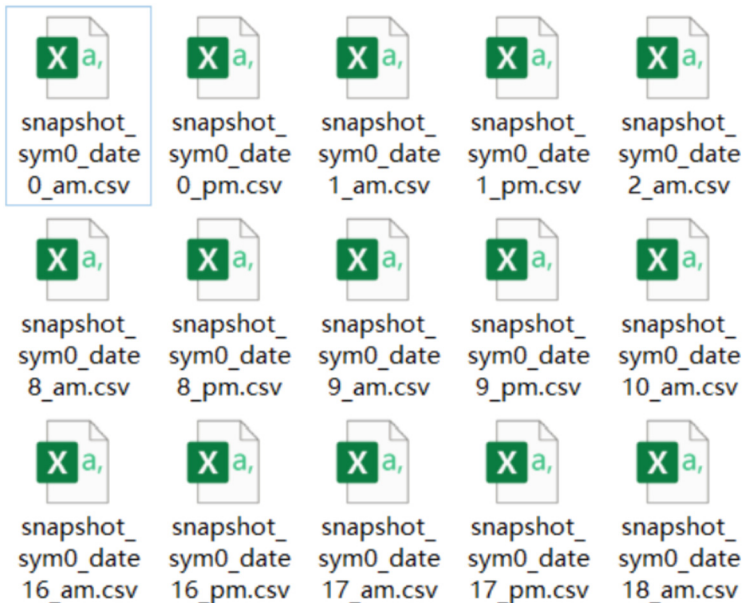 snapshot_
sym0_date
0_am.csv
snapshot_
sym0_date
0_pm.csv
snapshot_
sym0_date
1_am.csv
snapshot_
sym0_date
1_pm.csv
snapshot_
sym0_date
2_am.csv
snapshot_
sym0_date
8_am.csv
snapshot_
sym0_date
8_pm.csv
snapshot_
sym0_date
9_am.csv
snapshot_
sym0_date
9_pm.csv
snapshot_
sym0_date
10_am.csv
snapshot_
sym0_date
16_am.csv
snapshot_
sym0_date
16_pm.csv
snapshot_
sym0_date
17_am.csv
snapshot_
sym0_date
17_pm.csv
snapshot_
sym0_date
18_am.csv